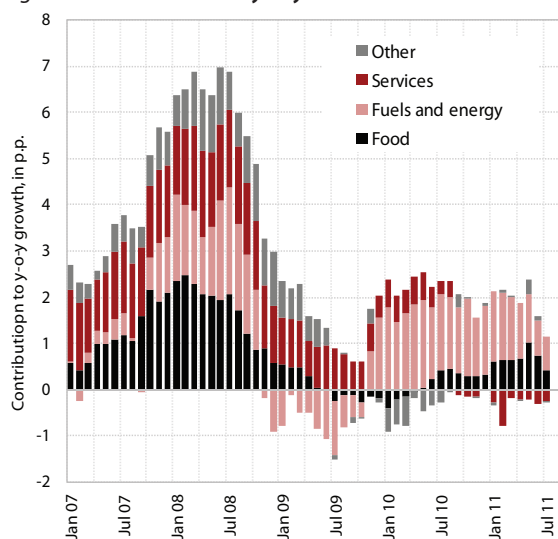 8
7
6
5
4
3
2
1
0
-1
-2
Contributiopn to y-o-y growth, in p.p.
Other
Services
Fuels and energy
Food
Jan 07
Jul 07
Jan 08
Jul 08
Jan 09
Jul 09
Jan 10
Jul 10
Jan 11
Jul 11